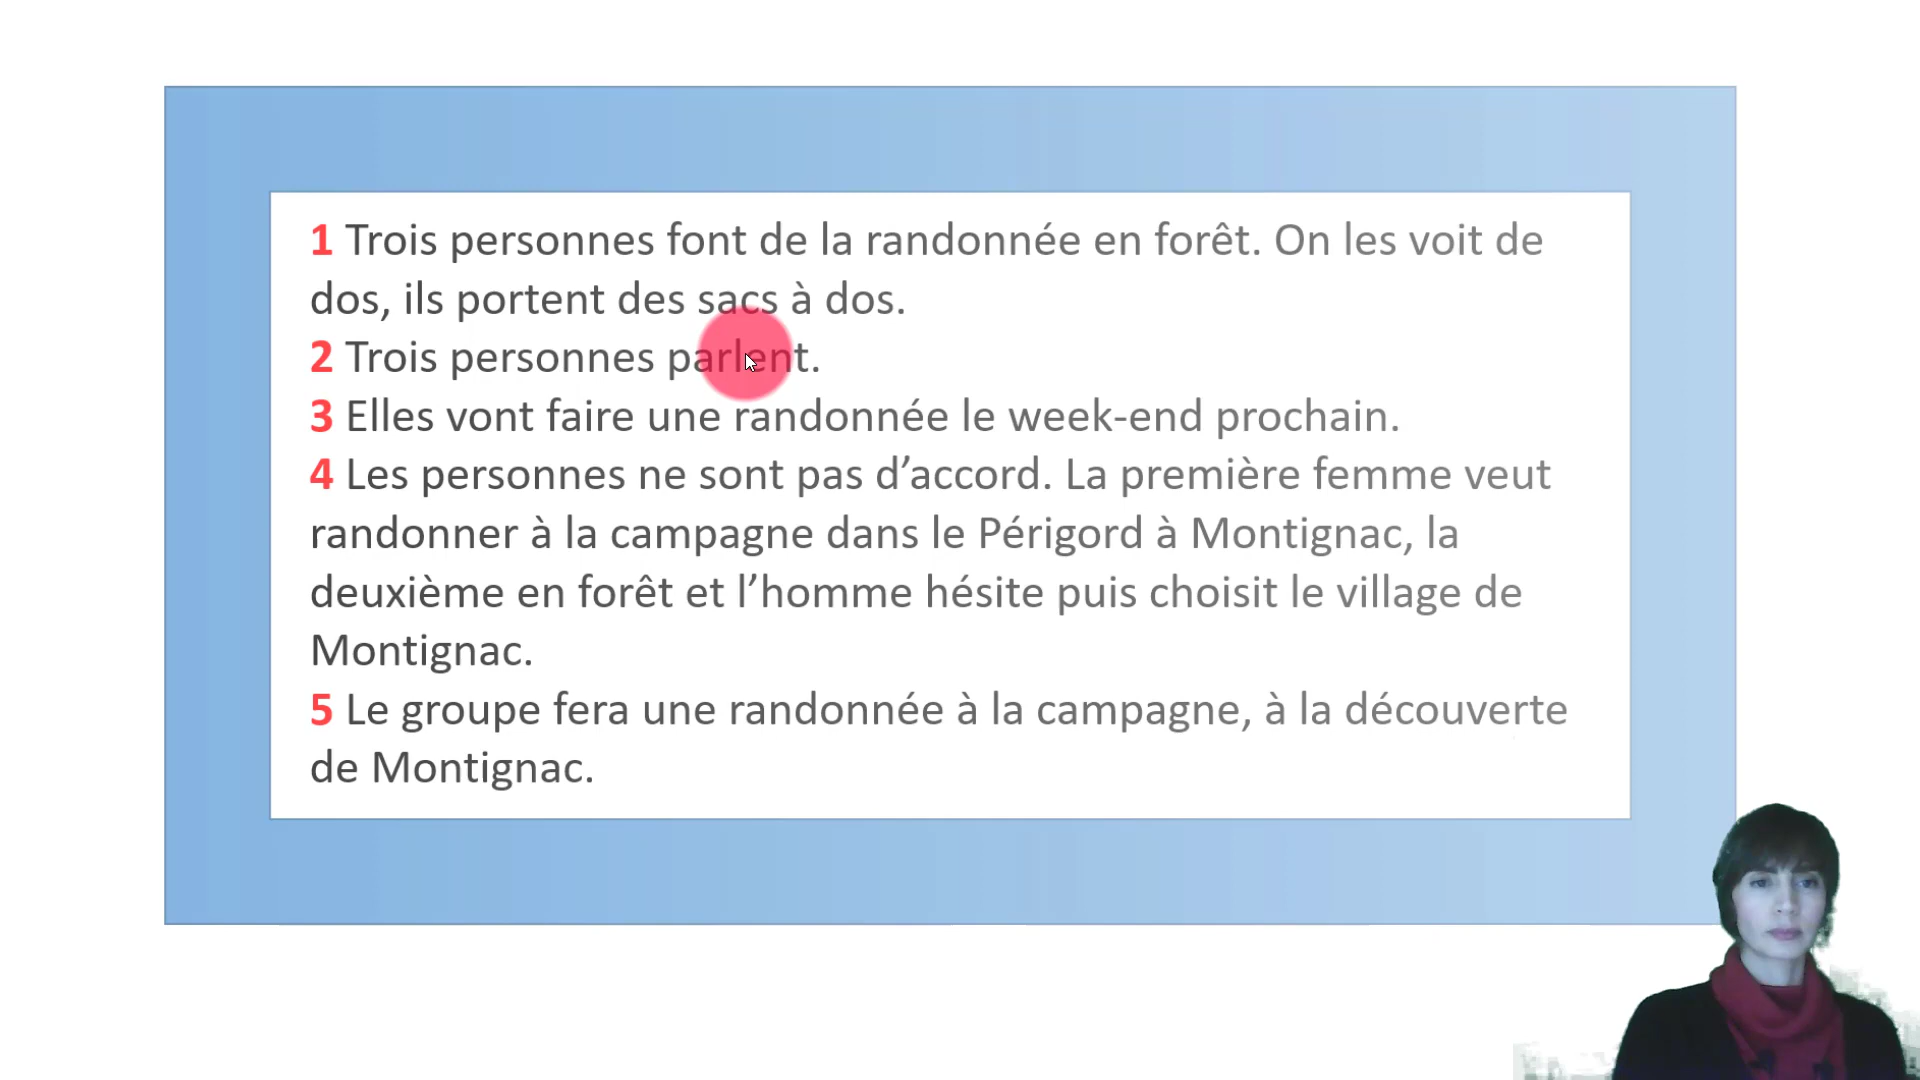 1 Trois personnes font de la randonnée en forêt. On les voit de
dos, ils portent des sacs à dos.
2 Trois personnes parlent.
3 Elles vont faire une randonnée le week-end prochain.
4 Les personnes ne sont pas d’accord. La première femme veut
randonner à la campagne dans le Périgord à Montignac, la
deuxième en forêt et l’homme hésite puis choisit le village de
Montignac.
5 Le groupe fera une randonnée à la campagne, à la découverte
de Montignac.